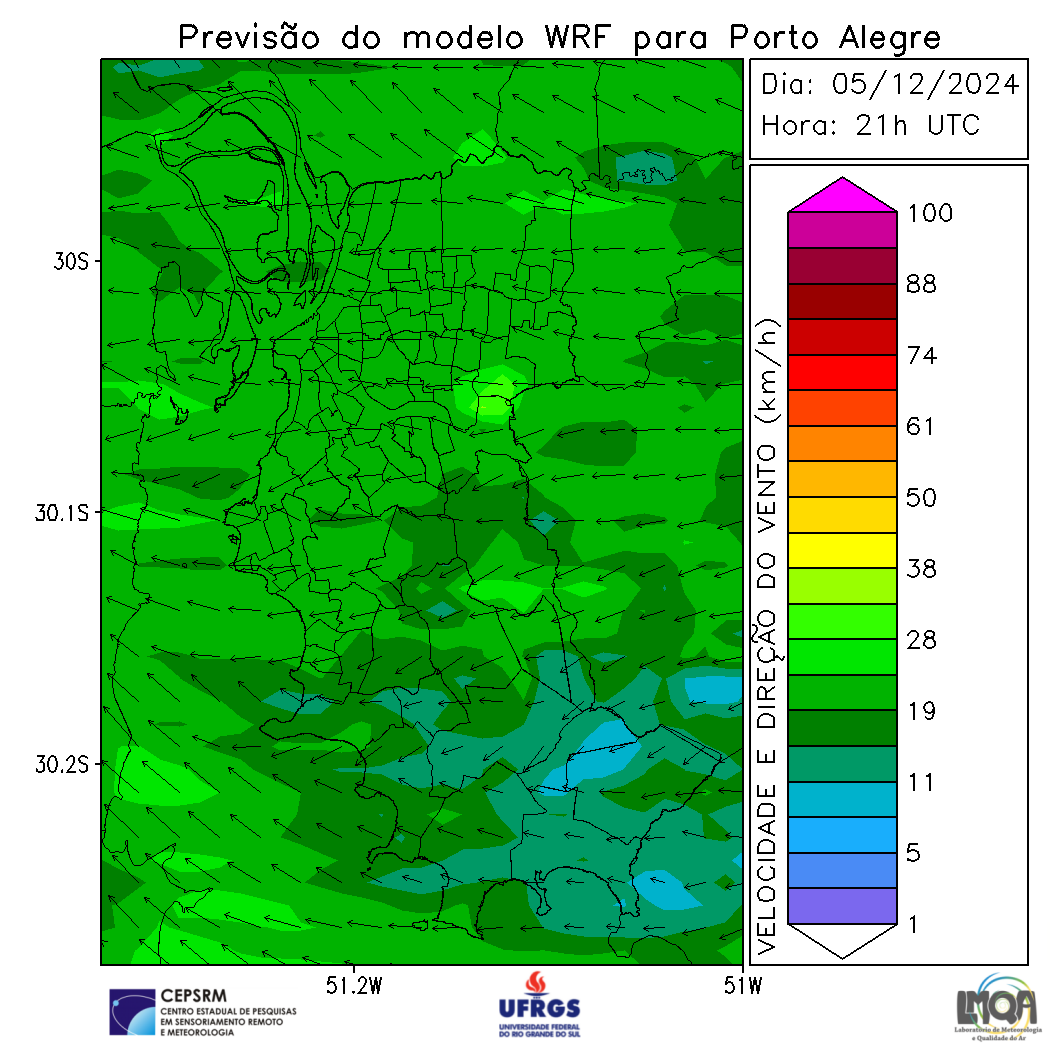 Previsão do modelo WRF para Porto Alegre
Dia: 05/12/2024
Hora: 21h UTC
30S
30.1S
30.2S
51.2W
51W
VELOCIDADE E DIREÇÃO DO VENTO (km/h)
100
88
74
61
50
38
28
19
11
5
1
CEPSRM
CENTRO ESTADUAL DE PESQUISAS
EM SENSORIAMENTO REMOTO
E METEOROLOGIA
UFRGS
UNIVERSIDADE FEDERAL
DO RIO GRANDE DO SUL
LMQA
Laboratório de Meteorologia
e Qualidade do Ar